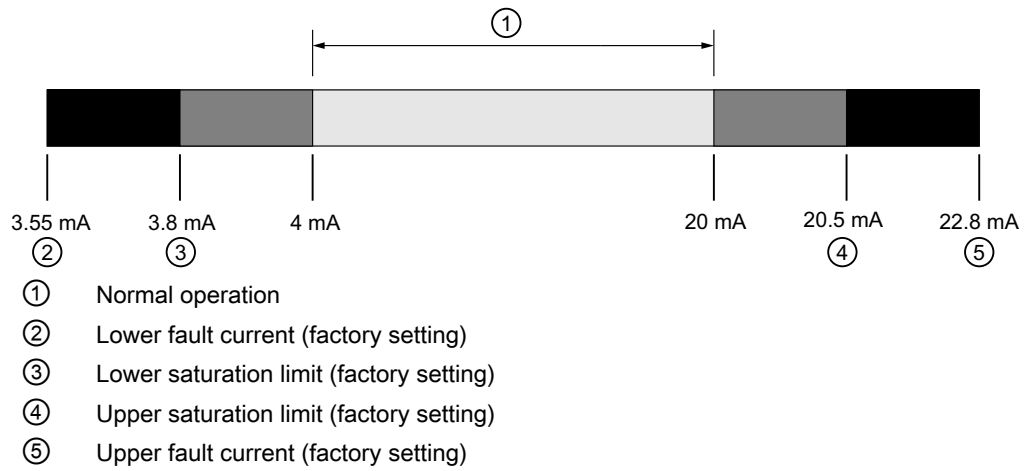 ①
3.55 mA 3.8 mA 4 mA 20 mA 20.5 mA 22.8 mA
② ③ ④ ⑤
① Normal operation
② Lower fault current (factory setting)
③ Lower saturation limit (factory setting)
④ Upper saturation limit (factory setting)
⑤ Upper fault current (factory setting)